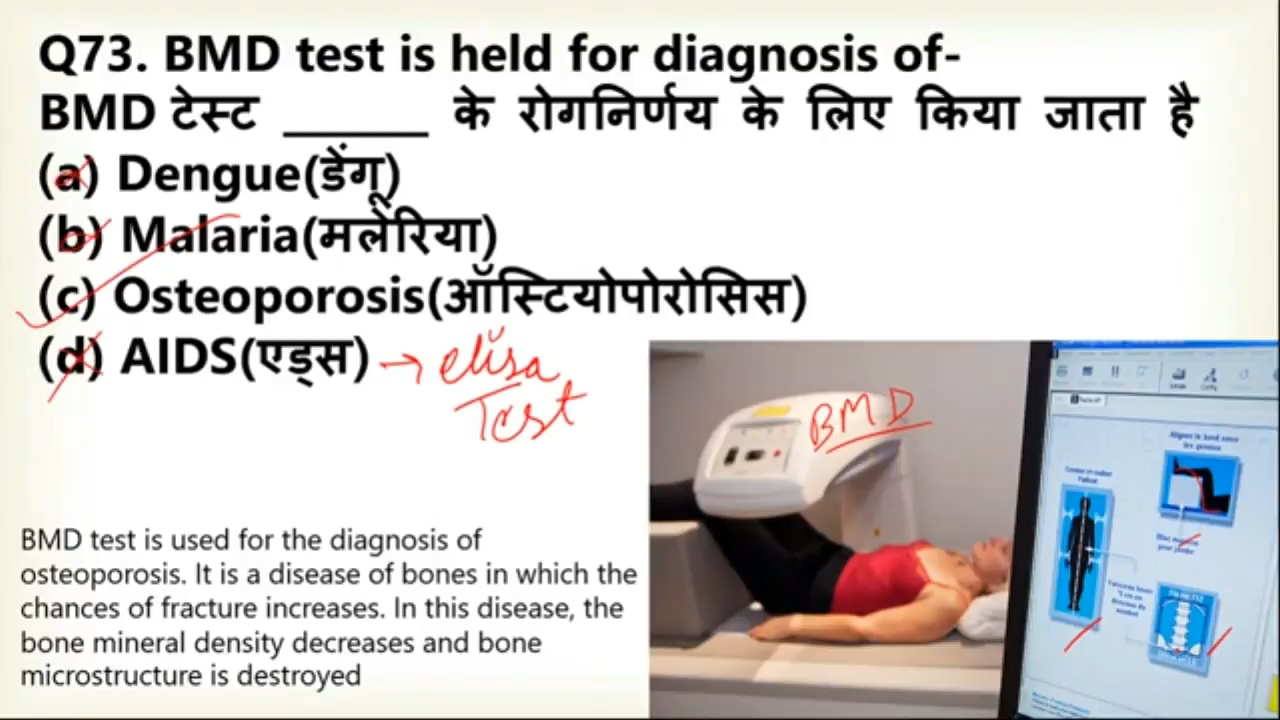 Q73. BMD test is held for diagnosis of-
BMD टेस्ट ______ के रोगनिर्णय के लिए किया जाता है
(a) Dengue(डेंगू)
(b) Malaria(मलेरिया)
(c) Osteoporosis(ऑस्टियोपोरोसिस)
(d) AIDS(एड्स) → elisa
Test
BMD
BMD test is used for the diagnosis of
osteoporosis. It is a disease of bones in which the
chances of fracture increases. In this disease, the
bone mineral density decreases and bone
microstructure is destroyed